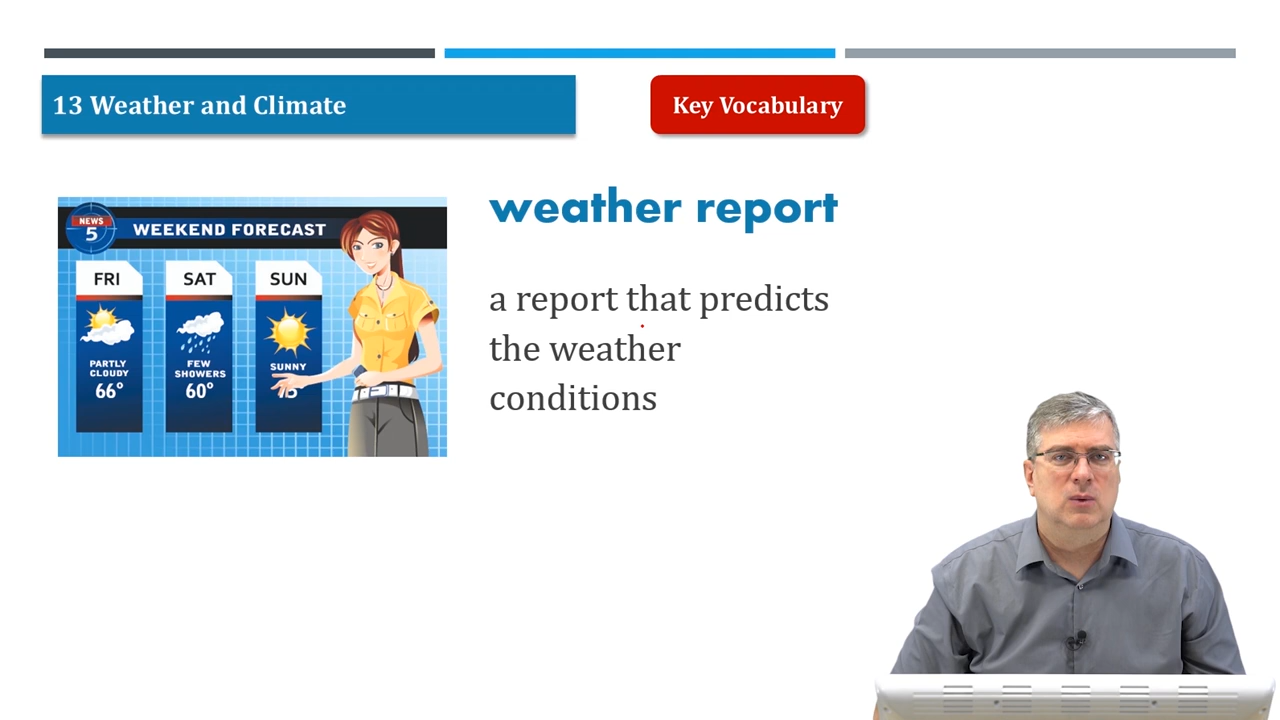 13 Weather and Climate
Key Vocabulary
NEWS
5
WEEKEND FORECAST
FRI
SAT
SUN
PARTLY
CLOUDY
66°
FEW
SHOWERS
60°
SUNNY
weather report
a report that predicts
the weather
conditions